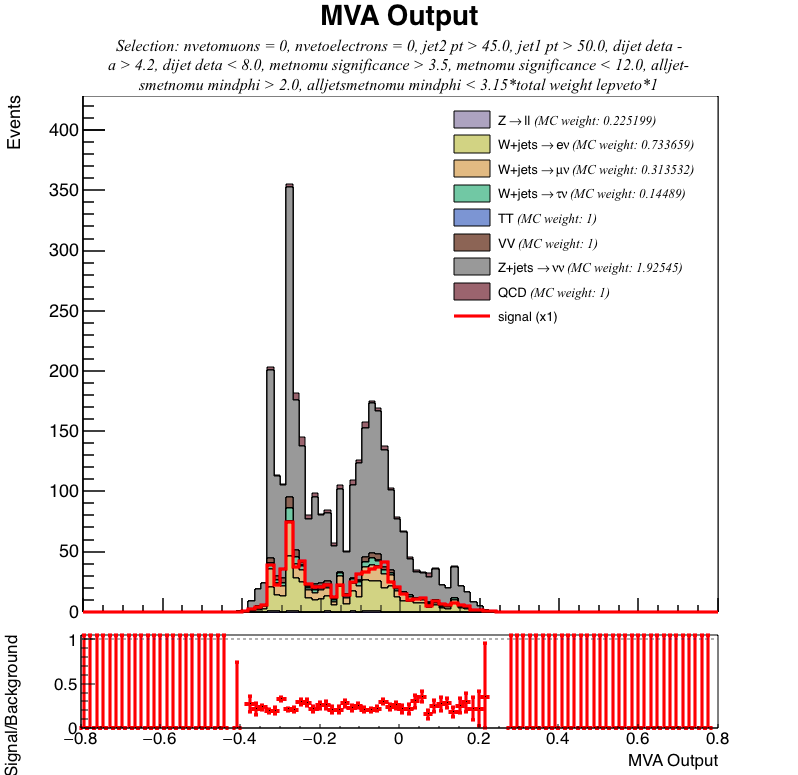 MVA Output
Selection: nvetomuons = 0, nvetoelectrons = 0, jet2 pt > 45.0, jet1 pt > 50.0, dijet deta -
a > 4.2, dijet deta < 8.0, metnomu significance > 3.5, metnomu significance < 12.0, alljet-
smetnomu mindphi > 2.0, alljetsmetnomu mindphi < 3.15*total weight lepveto*1
Events
400
350
300
250
200
150
100
50
0
Z→ll (MC weight: 0.225199)
W+jets→eν (MC weight: 0.733659)
W+jets→μν (MC weight: 0.313532)
W+jets→τν (MC weight: 0.14489)
TT (MC weight: 1)
VV (MC weight: 1)
Z+jets→νν (MC weight: 1.92545)
QCD (MC weight: 1)
signal (x1)
Signal/Background
1
0.5
0
−0.8 −0.6 −0.4 −0.2 0 0.2 0.4 0.6 0.8
MVA Output